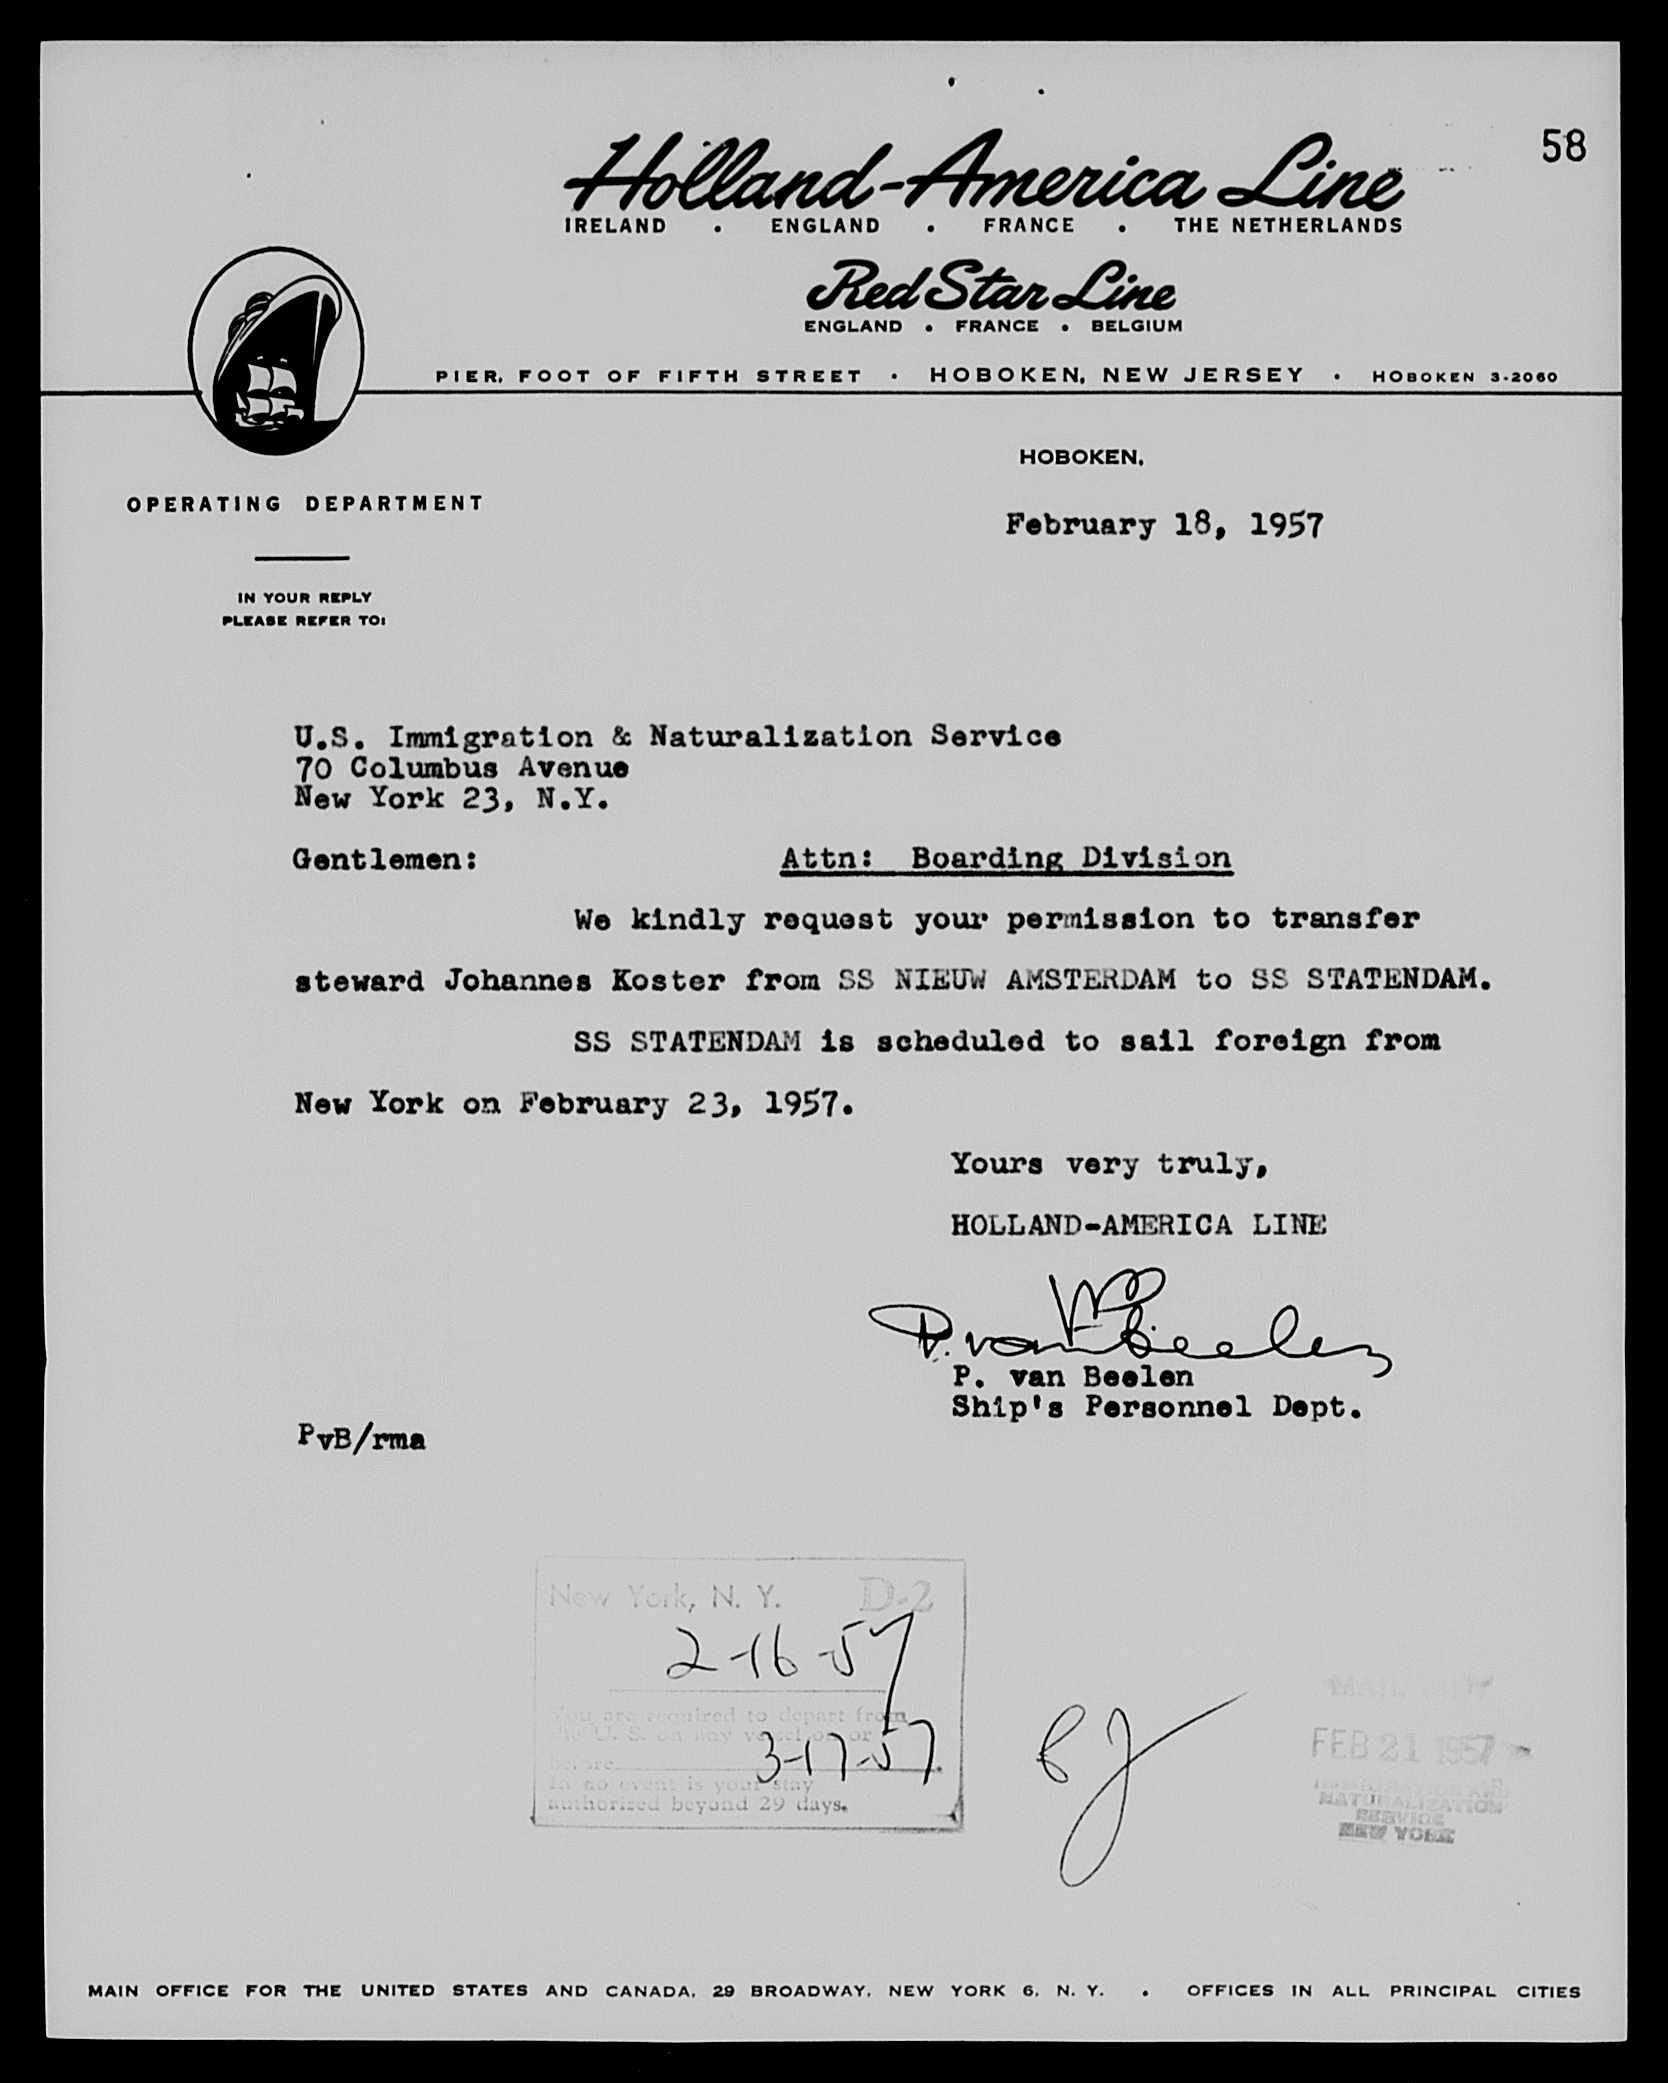 58
Holland-America Line
IRELAND • ENGLAND • FRANCE • THE NETHERLANDS
Red Star Line
ENGLAND • FRANCE • BELGIUM
PIER, FOOT OF FIFTH STREET • HOBOKEN, NEW JERSEY • HOBOKEN 3-2060
HOBOKEN,
OPERATING DEPARTMENT
February 18, 1957
IN YOUR REPLY
PLEASE REFER TO:
U.S. Immigration & Naturalization Service
70 Columbus Avenue
New York 23, N.Y.
Gentlemen: Attn: Boarding Division
We kindly request your permission to transfer
steward Johannes Koster from SS NIEUW AMSTERDAM to SS STATENDAM.
SS STATENDAM is scheduled to sail foreign from
New York on February 23, 1957.
Yours very truly,
HOLLAND-AMERICA LINE
P. van Beelen
P. van Beelen
Ship's Personnel Dept.
PvB/rma
New York, N. Y. D-2
2-16-57
You are required to depart from
the U. S. on any vessel on or
before 3-17-57
In no event is your stay
authorized beyond 29 days.
MAIL
FEB 21 1957
IMMIGRATION AND
NATURALIZATION
SERVICE
NEW YORK
MAIN OFFICE FOR THE UNITED STATES AND CANADA, 29 BROADWAY, NEW YORK 6, N. Y. • OFFICES IN ALL PRINCIPAL CITIES